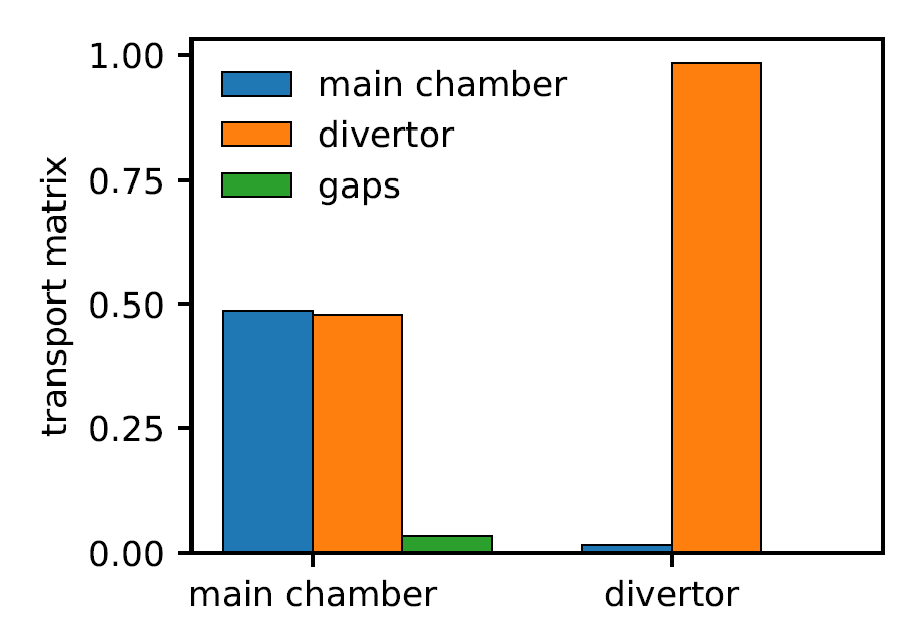 transport matrix
1.00
0.75
0.50
0.25
0.00
main chamber
divertor
gaps
main chamber
divertor